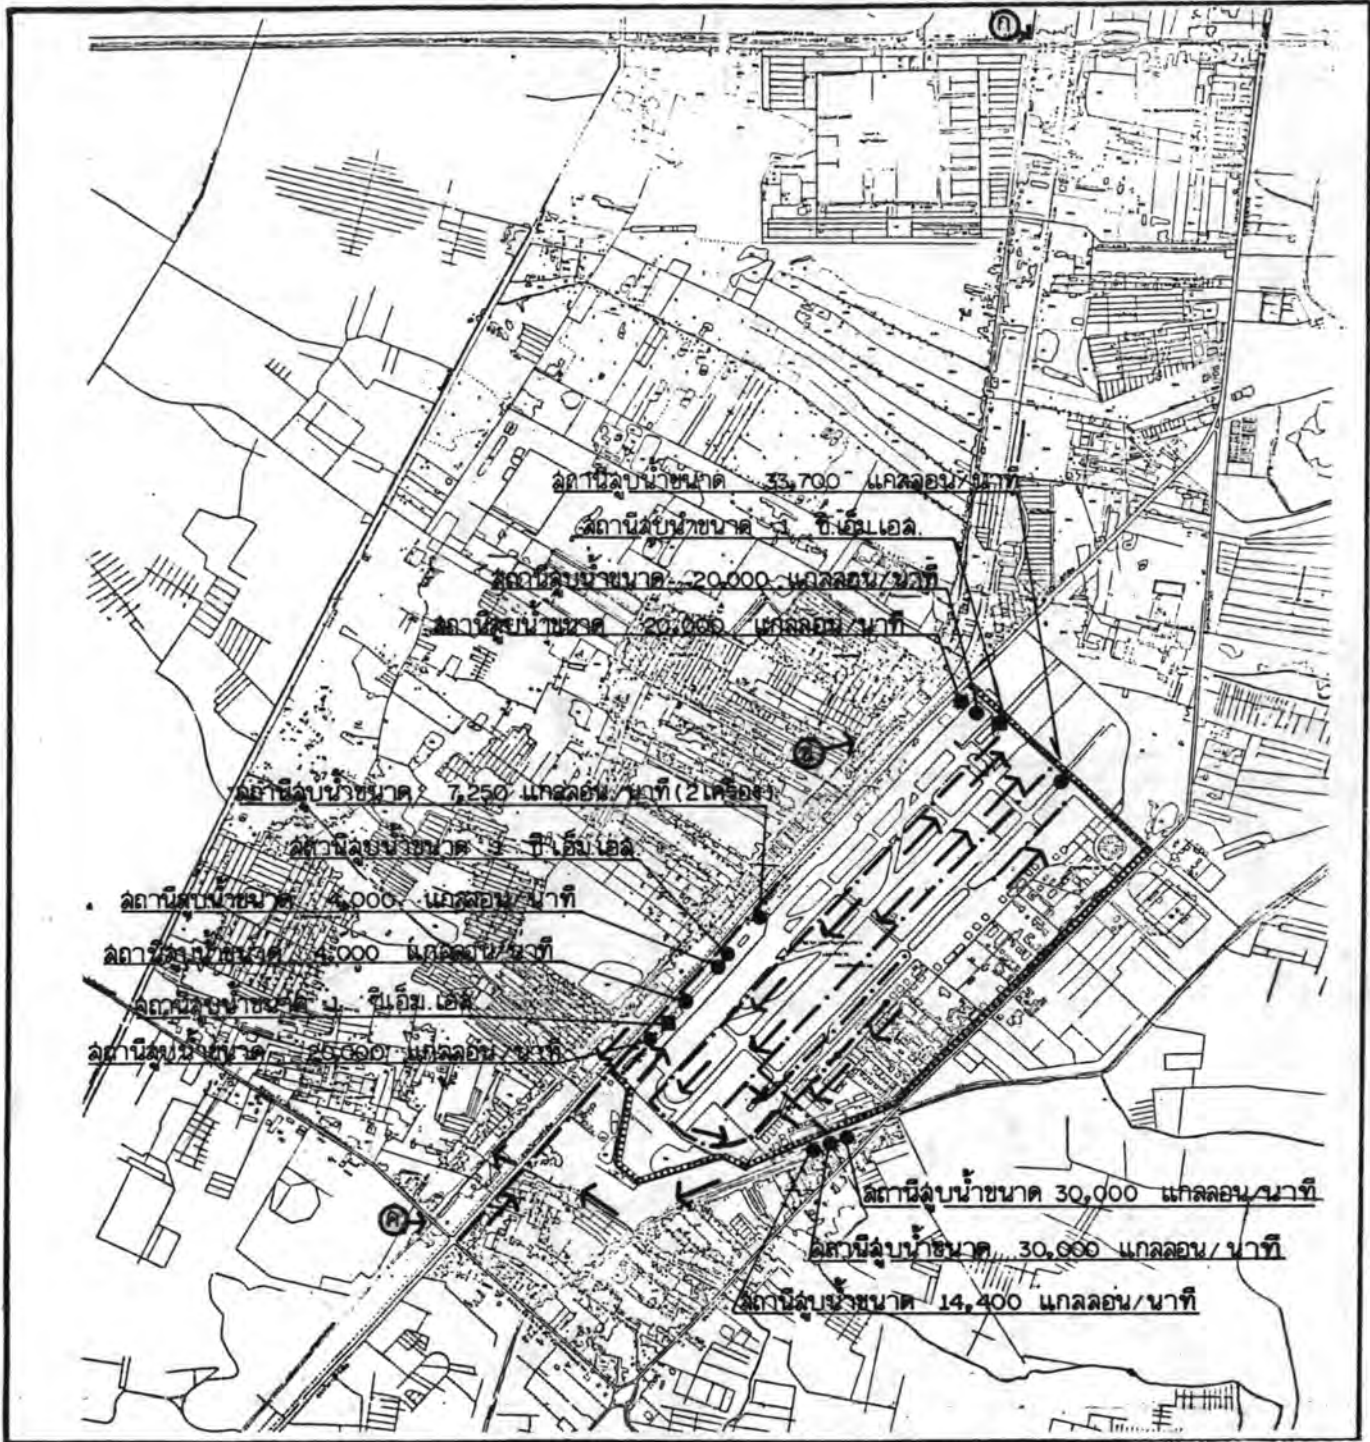 ก
สถานีสูบน้ำขนาด 33,700 แกลลอน/นาที
สถานีสูบน้ำขนาด 1 ซี.เอ็ม.เอส.
สถานีสูบน้ำขนาด 20,000 แกลลอน/นาที
สถานีสูบน้ำขนาด 20,000 แกลลอน/นาที
ข
สถานีสูบน้ำขนาด 7,250 แกลลอน/นาที(2เครื่อง)
สถานีสูบน้ำขนาด 1 ซี.เอ็ม.เอส
สถานีสูบน้ำขนาด 4,000 แกลลอน/นาที
สถานีสูบน้ำขนาด 4,000 แกลลอน/นาที
สถานีสูบน้ำขนาด 1 ซีเอ็ม.เอส
สถานีสูบน้ำขนาด แกลลอน/นาที
ค
สถานีสูบน้ำขนาด 30,000 แกลลอน/นาที
สถานีสูบน้ำขนาด 30,000 แกลลอน/นาที
สถานีสูบน้ำขนาด 14,400 แกลลอน/นาที